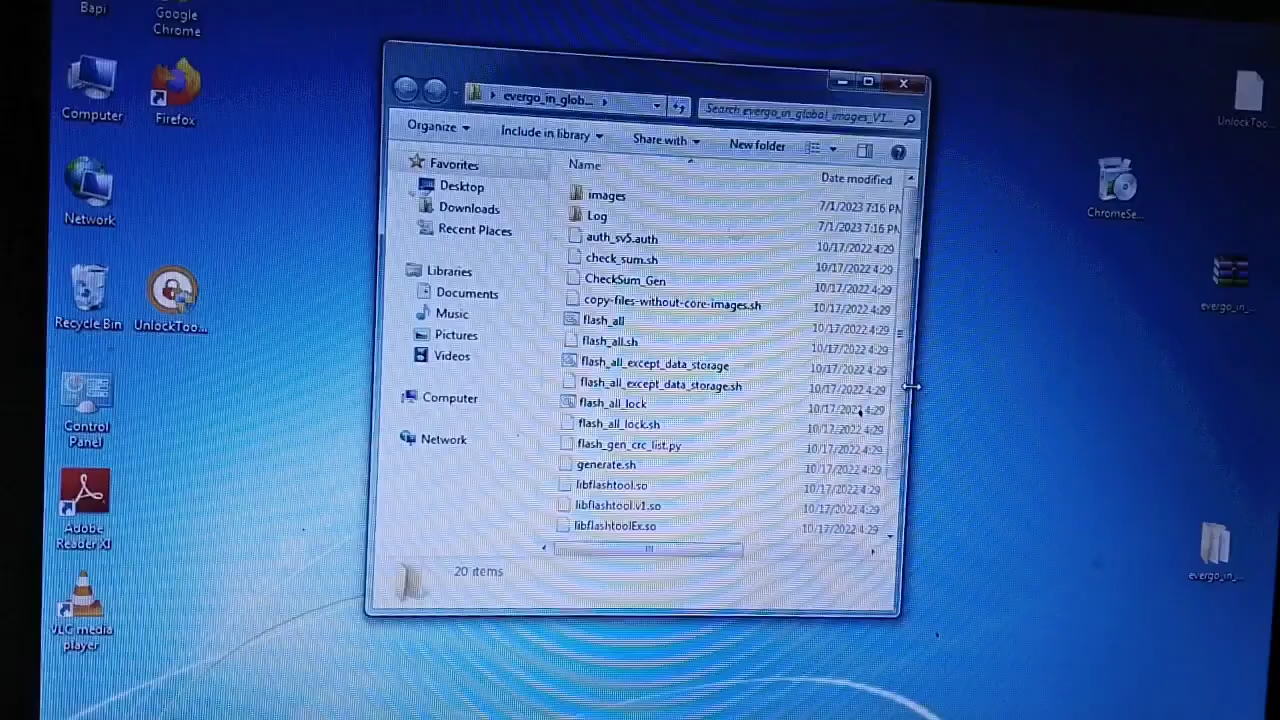 Bapi
Google
Chrome
Computer
Firefox
Network
Recycle Bin
UnlockToo...
Control
Panel
Adobe
Reader XI
VLC media
player
evergo_in_glob...
Search evergo_in_global_images_V1...
Organize
Include in library
Share with
New folder
Favorites
Desktop
Downloads
Recent Places
Libraries
Documents
Music
Pictures
Videos
Computer
Network
Name
Date modified
images
7/1/2023 7:16 PM
Log
7/1/2023 7:16 PM
auth_sv5.auth
10/17/2022 4:29
check_sum.sh
10/17/2022 4:29
CheckSum_Gen
10/17/2022 4:29
copy-files-without-core-images.sh
10/17/2022 4:29
flash_all
10/17/2022 4:29
flash_all.sh
10/17/2022 4:29
flash_all_except_data_storage
10/17/2022 4:29
flash_all_except_data_storage.sh
10/17/2022 4:29
flash_all_lock
10/17/2022 4:29
flash_all_lock.sh
10/17/2022 4:29
flash_gen_crc_list.py
10/17/2022 4:29
generate.sh
10/17/2022 4:29
libflashtool.so
10/17/2022 4:29
libflashtool.v1.so
10/17/2022 4:29
libflashtoolEx.so
10/17/2022 4:29
20 items
UnlockToo...
ChromeSe...
evergo_in_...
evergo_in_...